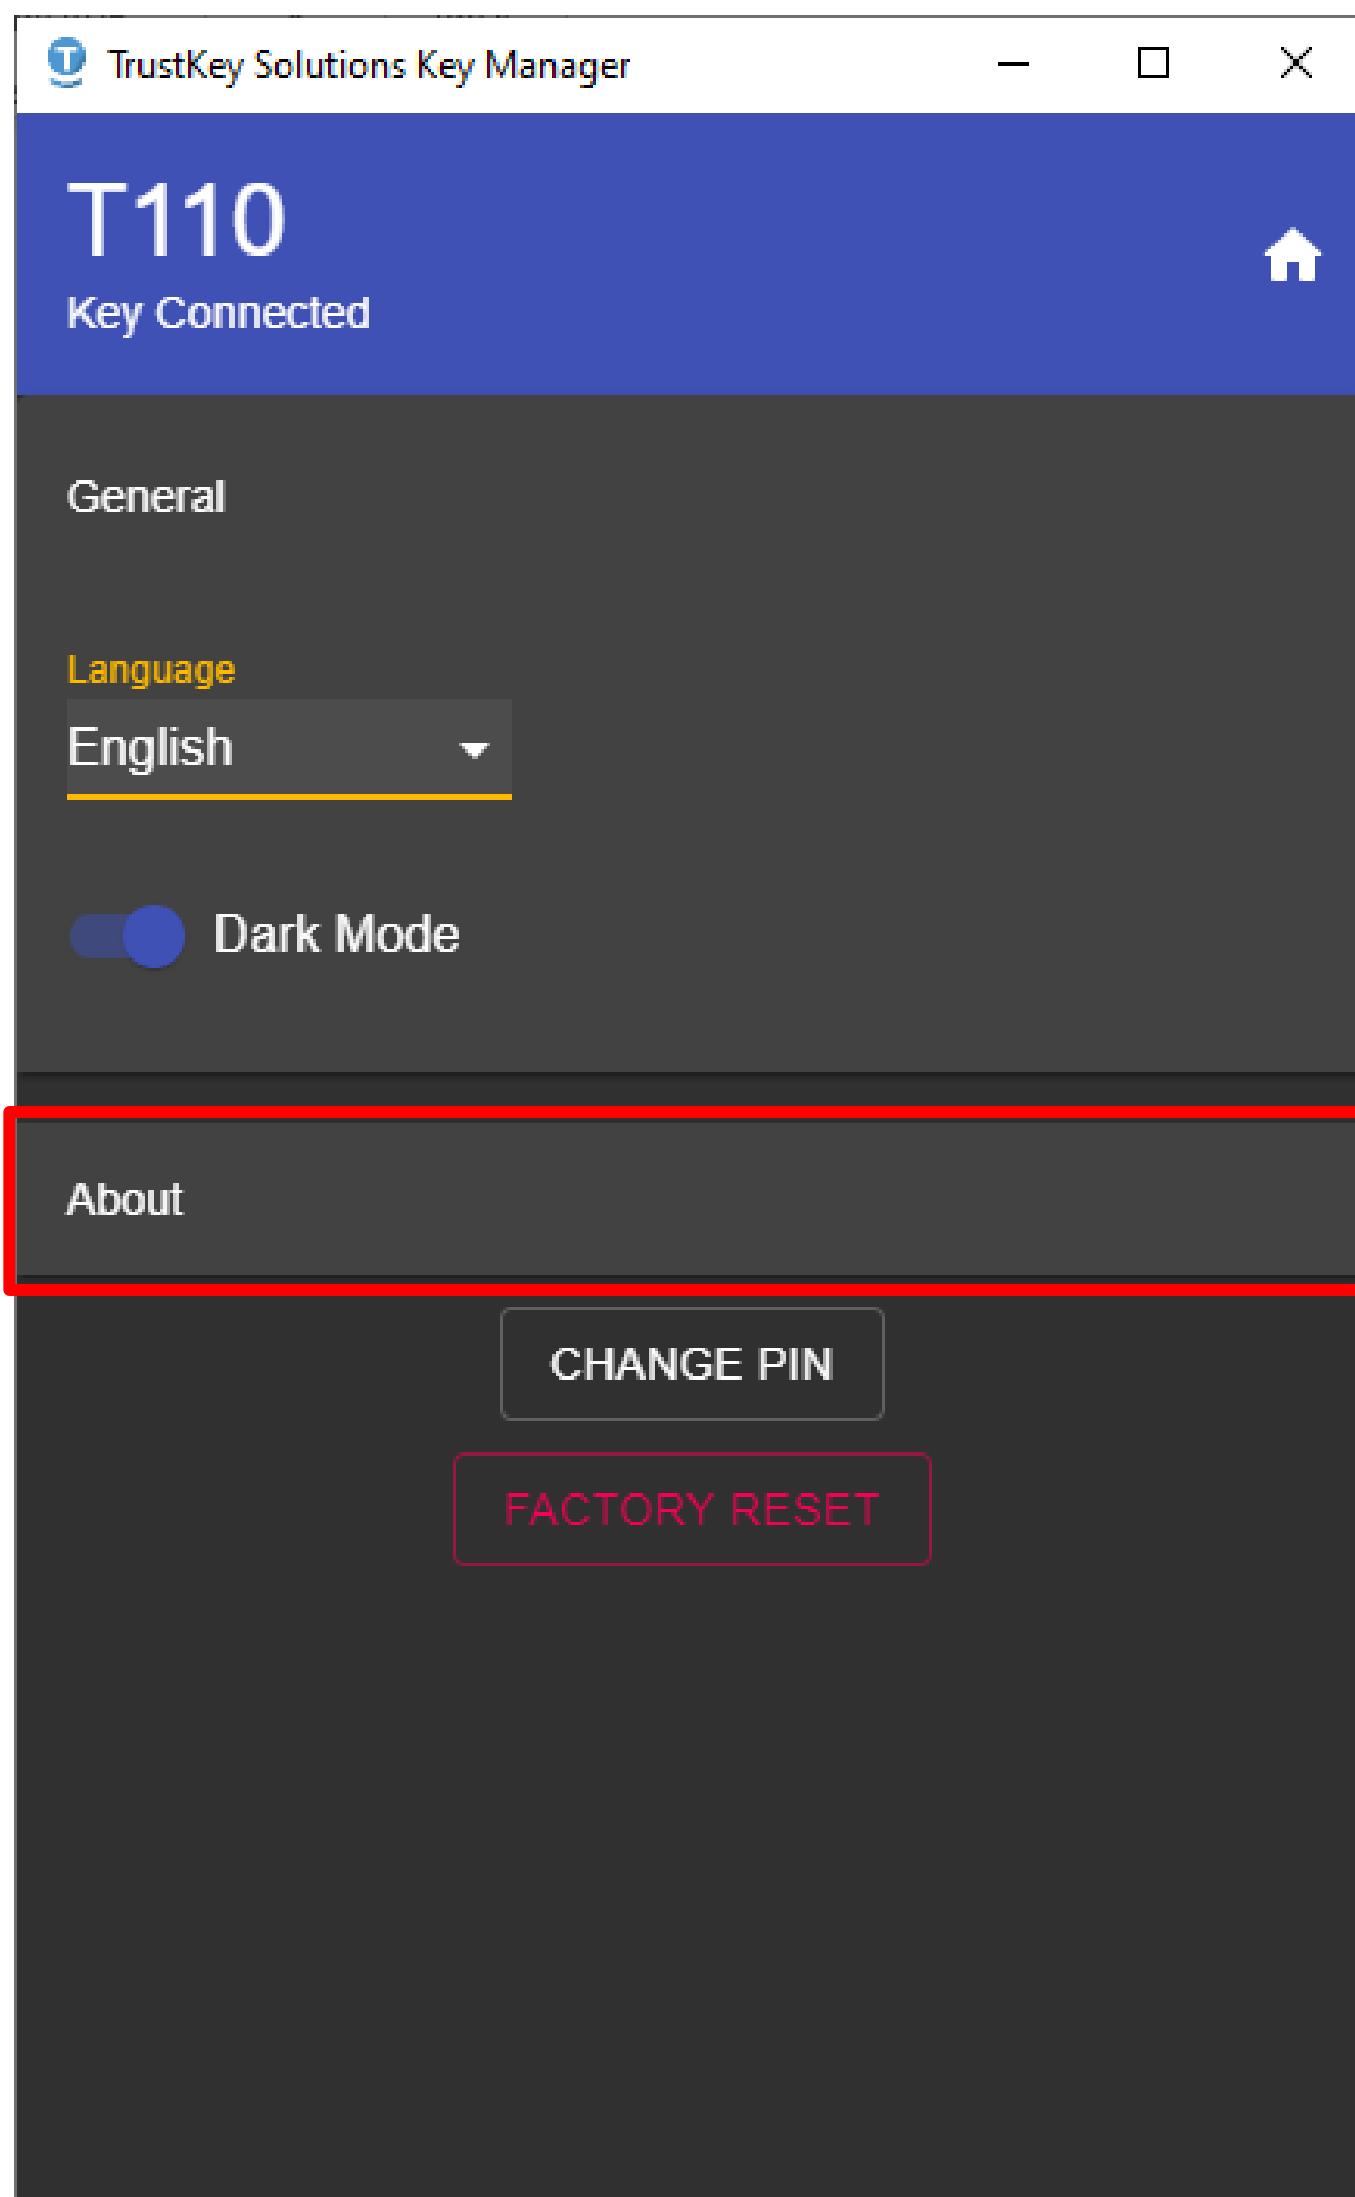 TrustKey Solutions Key Manager
T110
Key Connected
General
Language
English
Dark Mode
About
CHANGE PIN
FACTORY RESET